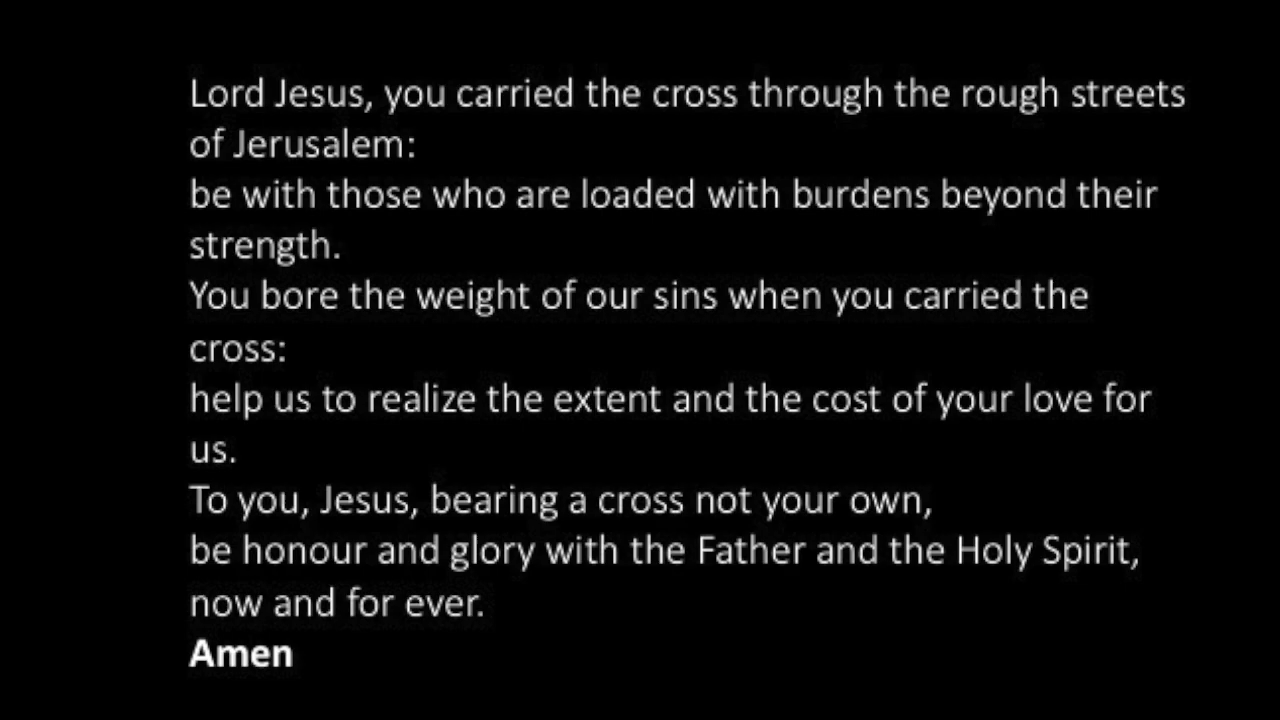 Lord Jesus, you carried the cross through the rough streets
of Jerusalem:
be with those who are loaded with burdens beyond their
strength.
You bore the weight of our sins when you carried the
cross:
help us to realize the extent and the cost of your love for
us.
To you, Jesus, bearing a cross not your own,
be honour and glory with the Father and the Holy Spirit,
now and for ever.
Amen